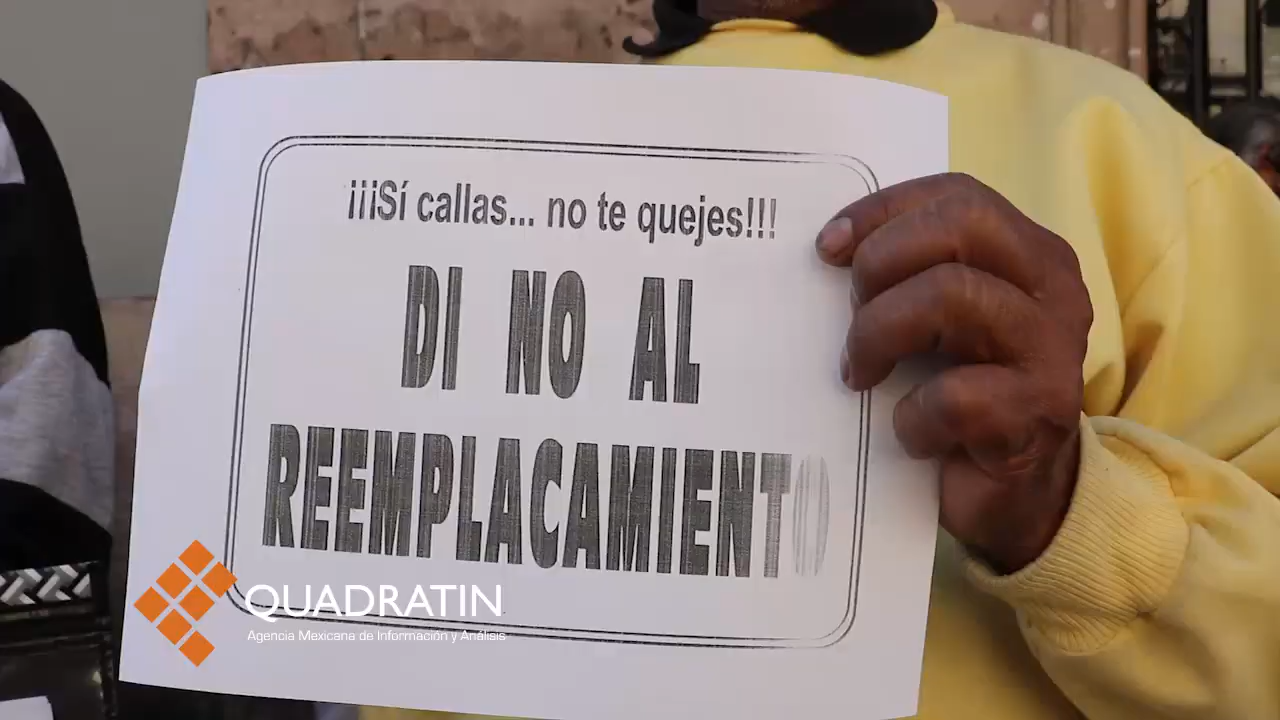 ¡¡¡Sí callas... no te quejes!!!
DI NO AL
REEMPLACAMIENTO
QUADRATIN
Agencia Mexicana de Información y Análisis